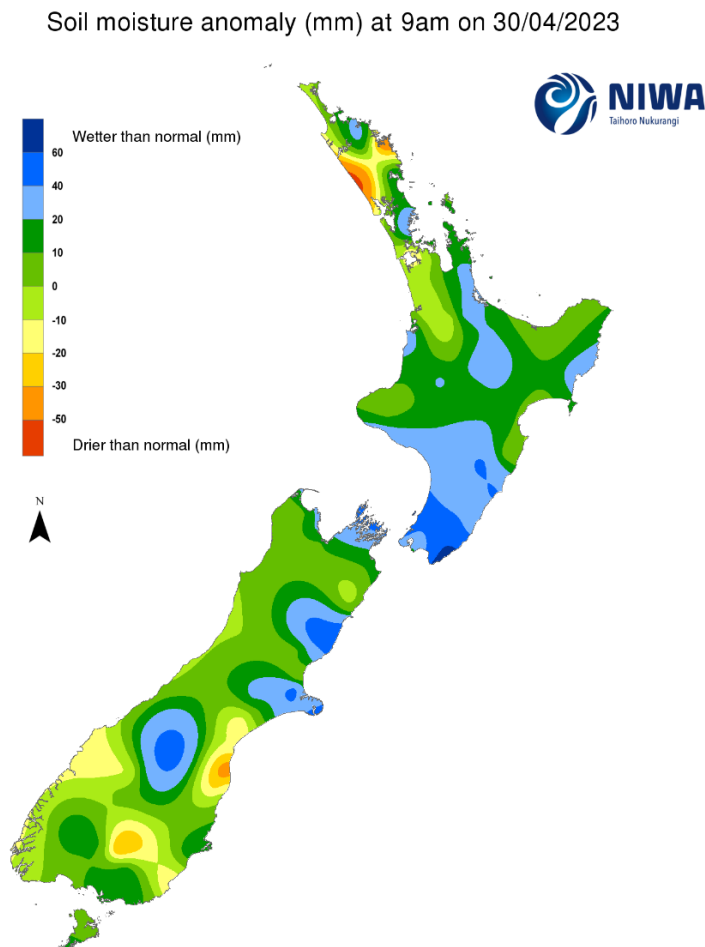 Soil moisture anomaly (mm) at 9am on 30/04/2023
NIWA
Taihoro Nukurangi
Wetter than normal (mm)
60
40
20
10
0
-10
-20
-30
-50
Drier than normal (mm)
N